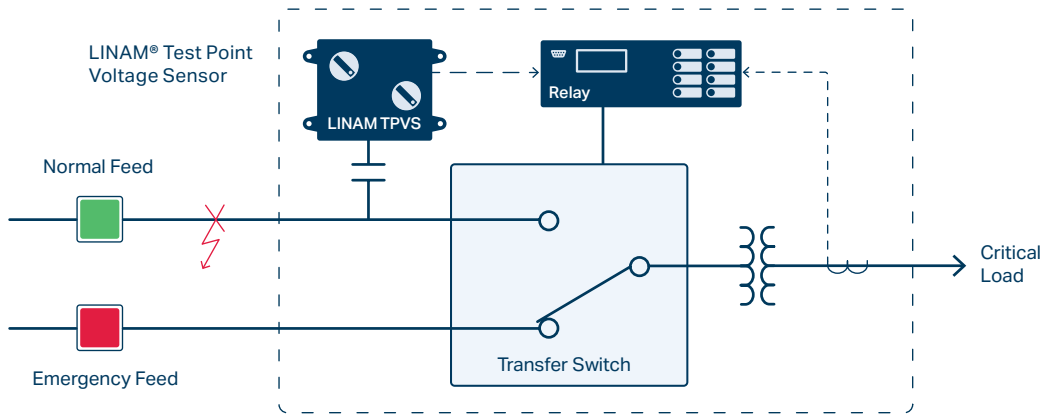 LINAM® Test Point
Voltage Sensor
LINAM TPVS
Relay
Normal Feed
Critical
Load
Transfer Switch
Emergency Feed